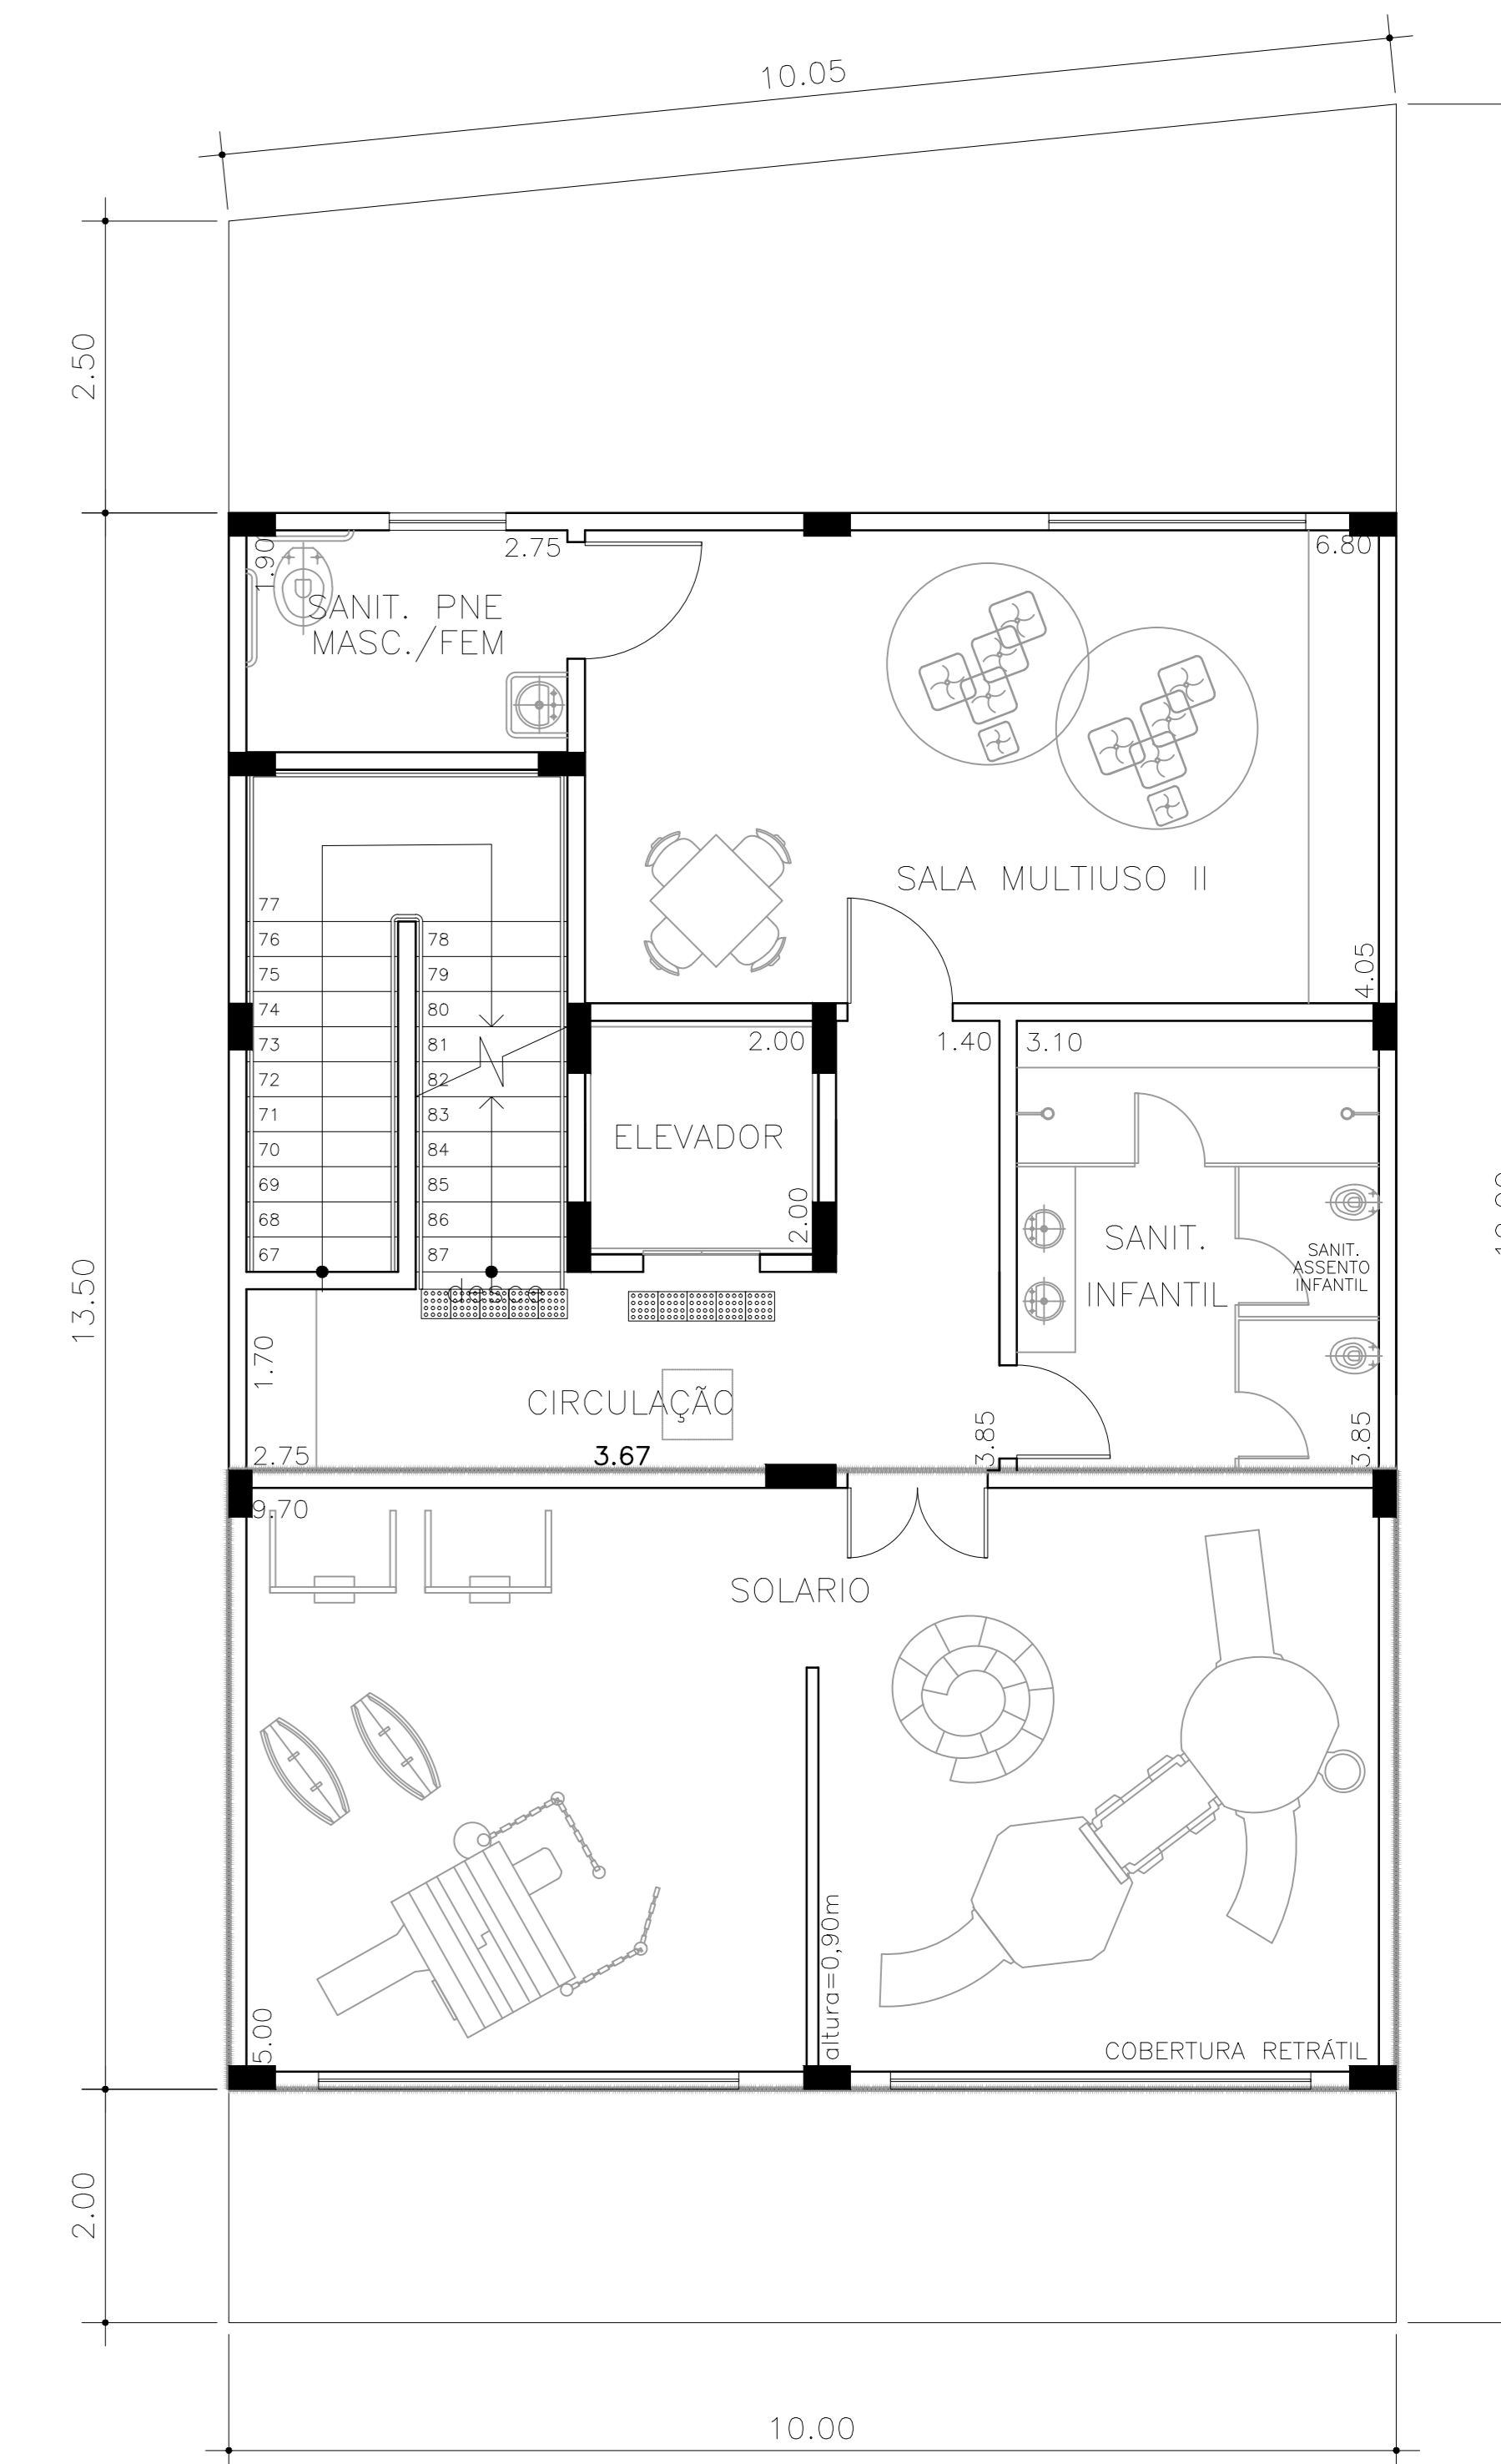 10.05
2.50
1.90
2.75
6.80
SANIT. PNE
MASC./FEM
SALA MULTIUSO II
4.05
77
76
75
74
73
72
71
70
69
68
67
78
79
80
81
82
83
84
85
86
87
desce
2.00
1.40
3.10
ELEVADOR
2.00
SANIT.
INFANTIL
SANIT.
ASSENTO
INFANTIL
13.50
1.70
CIRCULAÇÃO
2.75
3.67
3.85
3.85
9.70
SOLARIO
altura=0,90m
5.00
COBERTURA RETRÁTIL
2.00
10.00